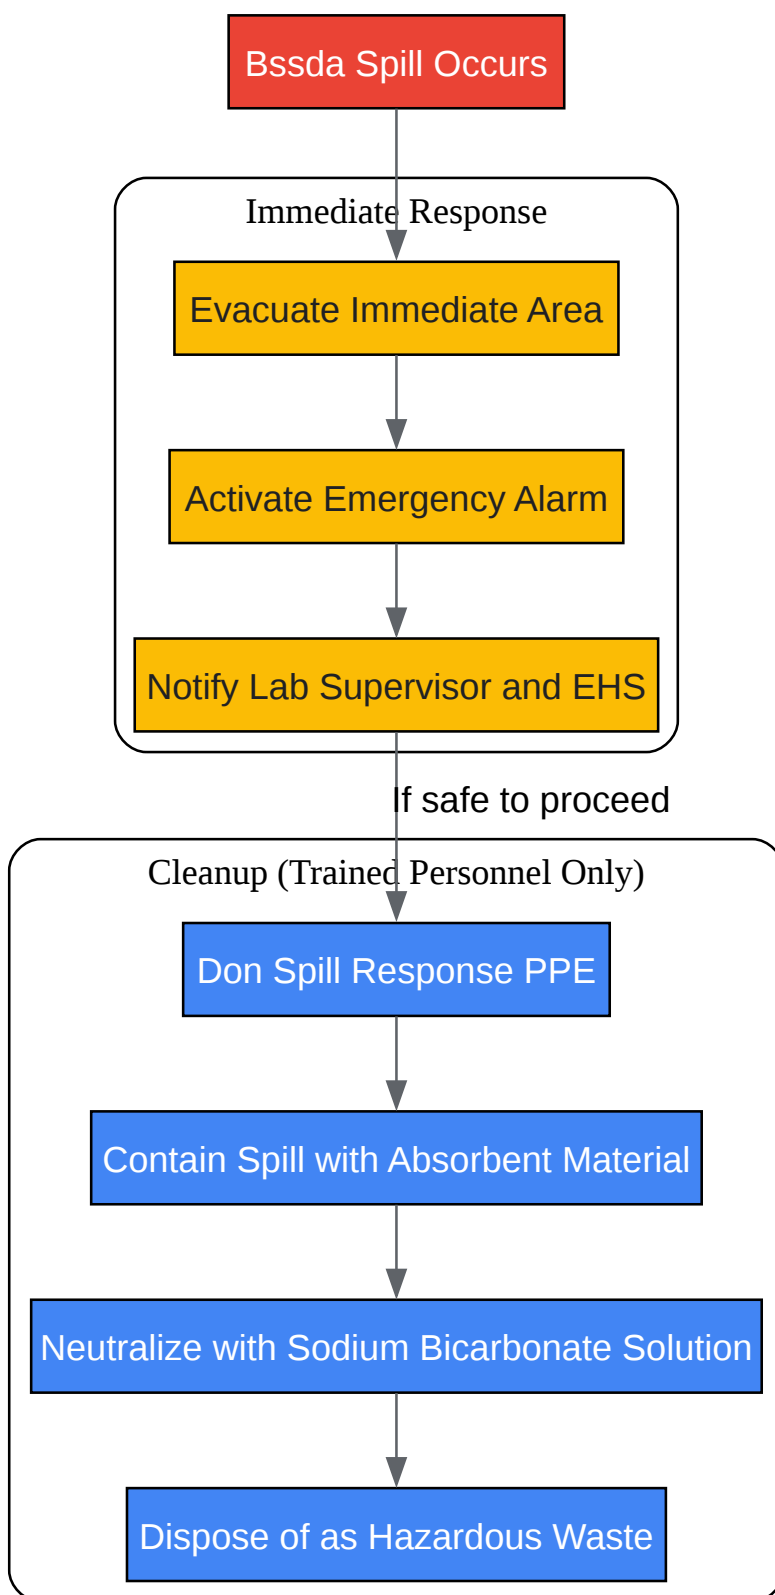 Bssda Spill Occurs
Immediate Response
Evacuate Immediate Area
Activate Emergency Alarm
Notify Lab Supervisor and EHS
If safe to proceed
Cleanup (Trained Personnel Only)
Don Spill Response PPE
Contain Spill with Absorbent Material
Neutralize with Sodium Bicarbonate Solution
Dispose of as Hazardous Waste